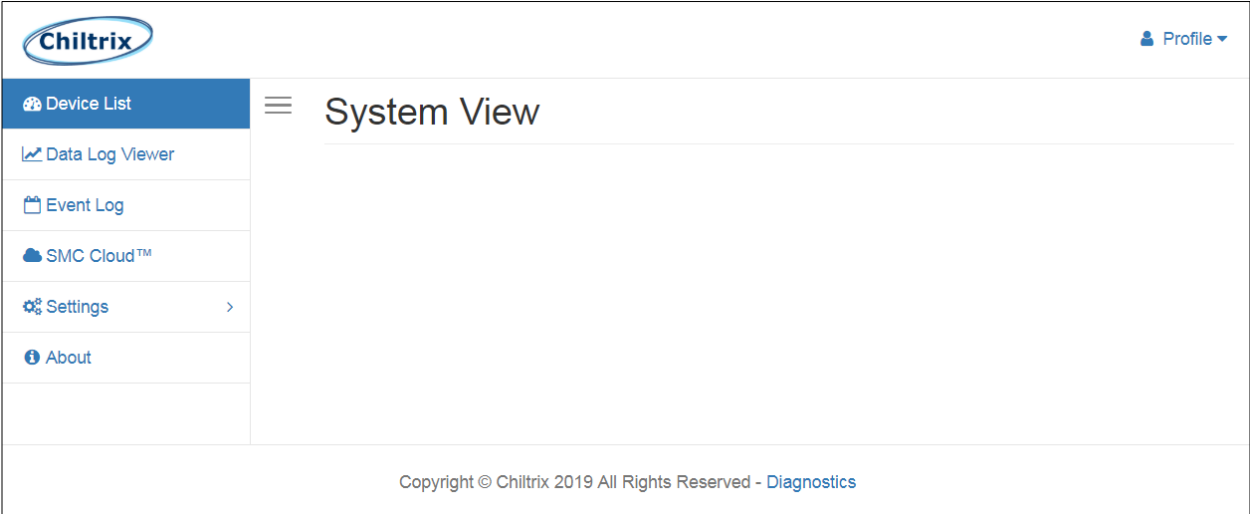 Chiltrix
Profile
Device List
System View
Data Log Viewer
Event Log
SMC Cloud™
Settings
About
Copyright © Chiltrix 2019 All Rights Reserved - Diagnostics